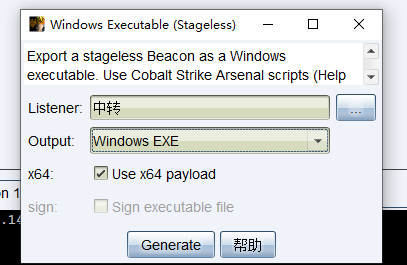 Windows Executable (Stageless)
Export a stageless Beacon as a Windows
executable. Use Cobalt Strike Arsenal scripts (Help
Listener: 中转 ...
Output: Windows EXE
x64: Use x64 payload
on 1
sign: Sign executable file
.14
Generate 帮助